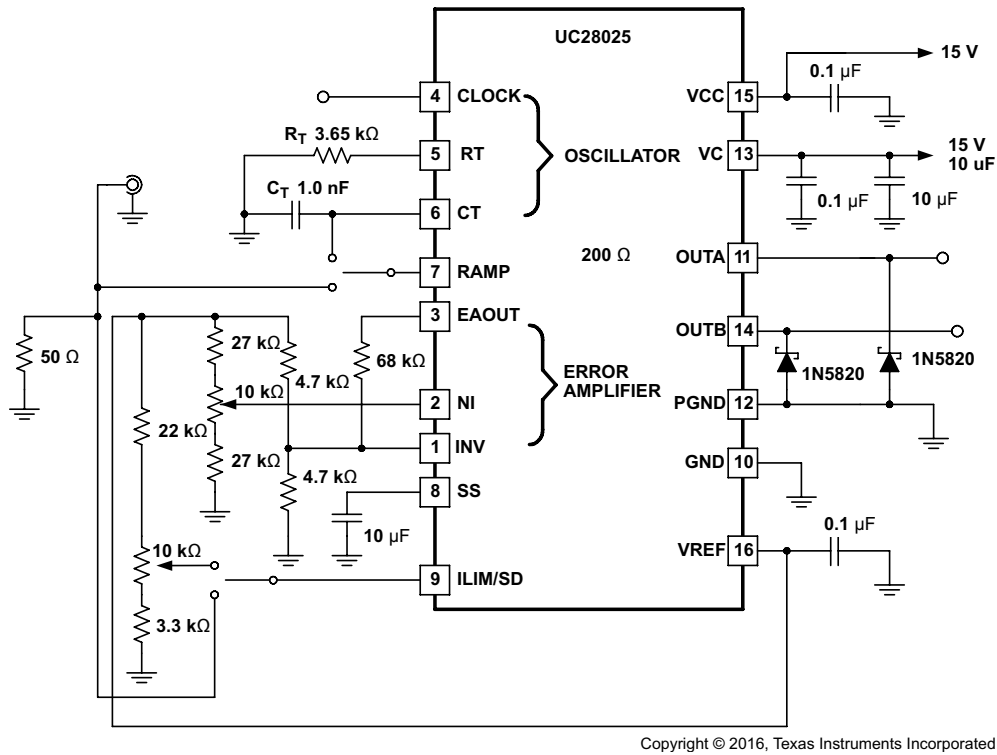 UC28025
15 V
0.1 µF
4 CLOCK
VCC 15
R_T 3.65 kΩ
5 RT
OSCILLATOR
VC 13
15 V
10 uF
C_T 1.0 nF
6 CT
0.1 µF
10 µF
7 RAMP
200 Ω
OUTA 11
3 EAOUT
OUTB 14
27 kΩ
50 Ω
68 kΩ
4.7 kΩ
ERROR
AMPLIFIER
1N5820
1N5820
10 kΩ
2 NI
PGND 12
22 kΩ
1 INV
27 kΩ
GND 10
4.7 kΩ
8 SS
10 µF
0.1 µF
VREF 16
10 kΩ
9 ILIM/SD
3.3 kΩ
Copyright © 2016, Texas Instruments Incorporated